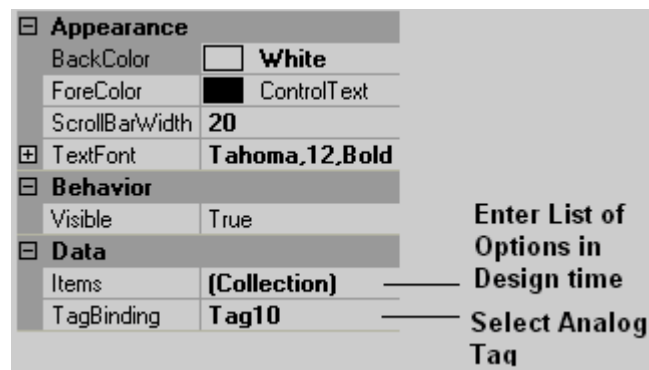 Appearance
BackColor White
ForeColor ControlText
ScrollBarWidth 20
TextFont Tahoma,12,Bold
Behavior
Visible True
Data
Items (Collection)
TagBinding Tag10
Enter List of
Options in
Design time
Select Analog
Tag